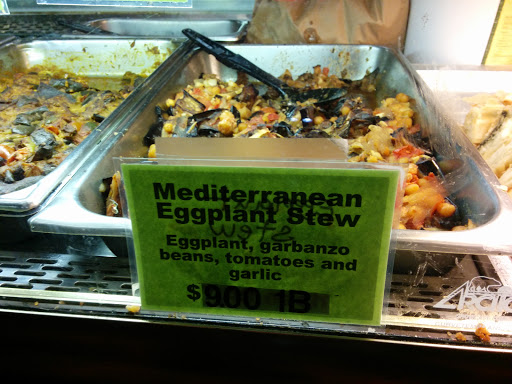 Mediterranean
Eggplant Stew
Eggplant, garbanzo
beans, tomatoes and
garlic
$9.00 1B